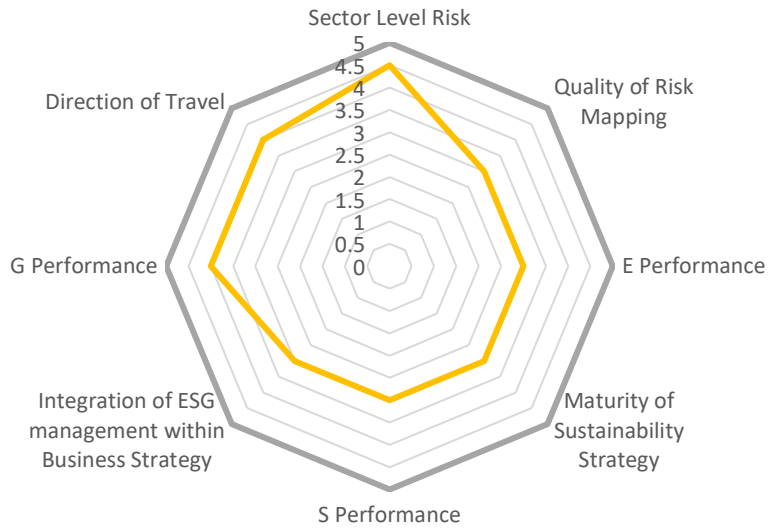 Sector Level Risk
5
4.5
4
3.5
3
2.5
2
1.5
1
0.5
0
Quality of Risk
Mapping
E Performance
Maturity of
Sustainability
Strategy
S Performance
Integration of ESG
management within
Business Strategy
G Performance
Direction of Travel